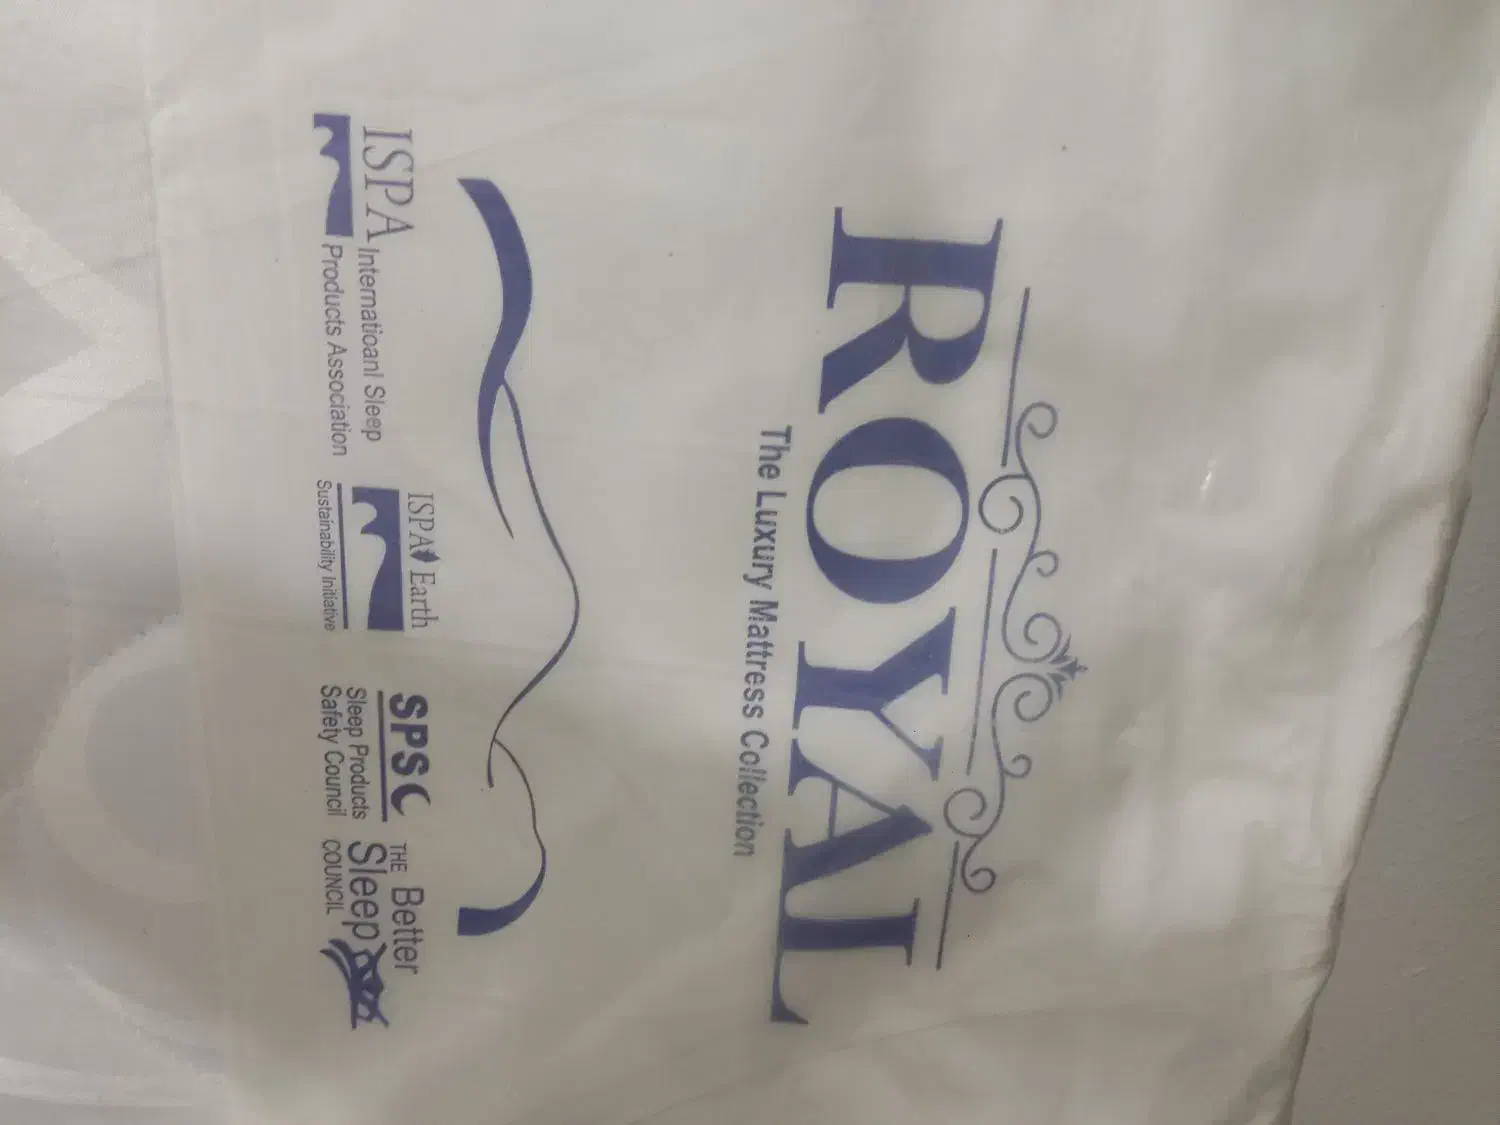 ROYAL
The Luxury Mattress Collection
ISPA Internaticanl Sleep
Products Association
ISPA Earth
Sustainability Initiative
SPSC
Sleep Products
Safety Council
THE Better
Sleep
COUNCIL